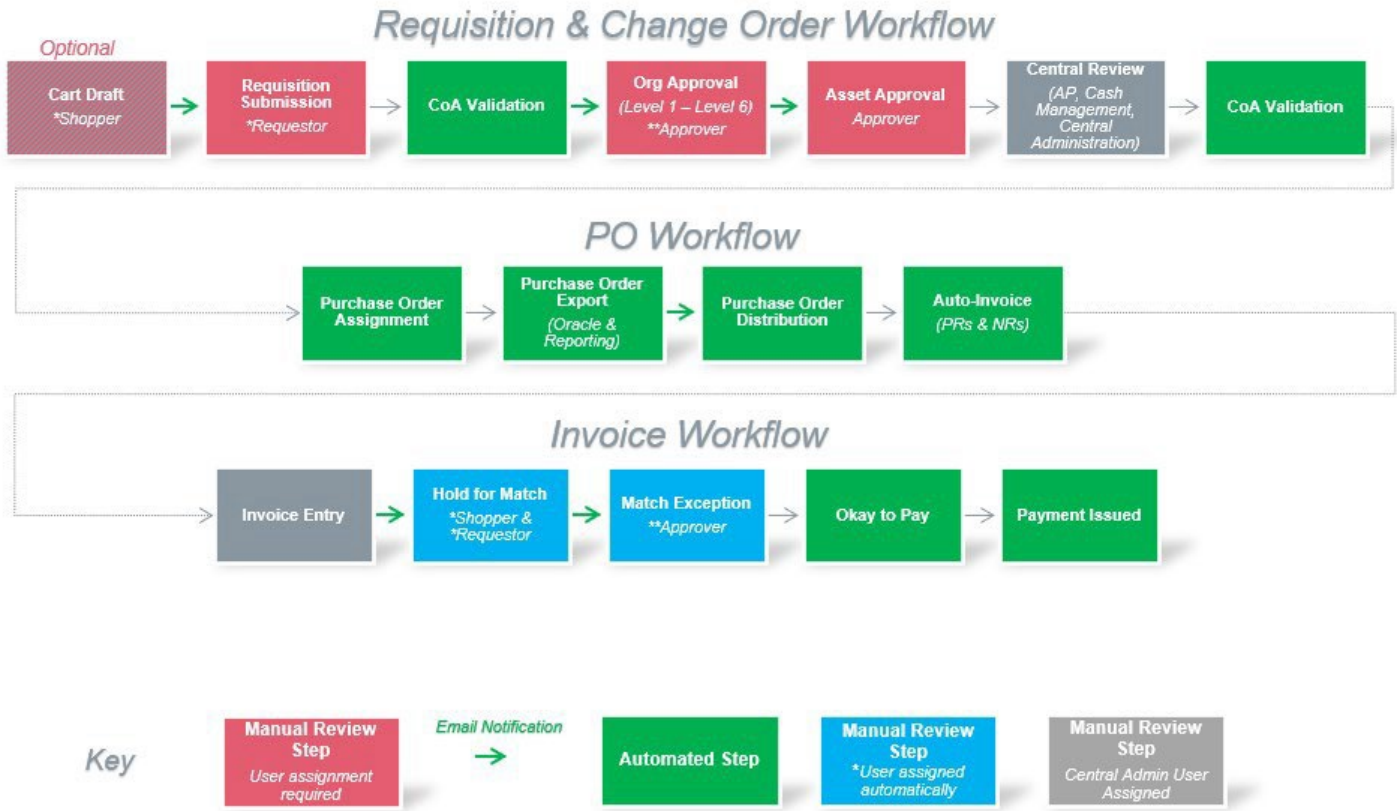 Requisition & Change Order Workflow
Optional
Cart Draft
*Shopper
Requisition
Submission
*Requestor
CoA Validation
Org Approval
(Level 1 – Level 6)
**Approver
Asset Approval
Approver
Central Review
(AP, Cash
Management,
Central
Administration)
CoA Validation
PO Workflow
Purchase Order
Assignment
Purchase Order
Export
(Oracle &
Reporting)
Purchase Order
Distribution
Auto-Invoice
(PRs & NRs)
Invoice Workflow
Invoice Entry
Hold for Match
*Shopper &
*Requestor
Match Exception
**Approver
Okay to Pay
Payment Issued
Key
Manual Review
Step
User assignment
required
Email Notification
Automated Step
Manual Review
Step
*User assigned
automatically
Manual Review
Step
Central Admin User
Assigned